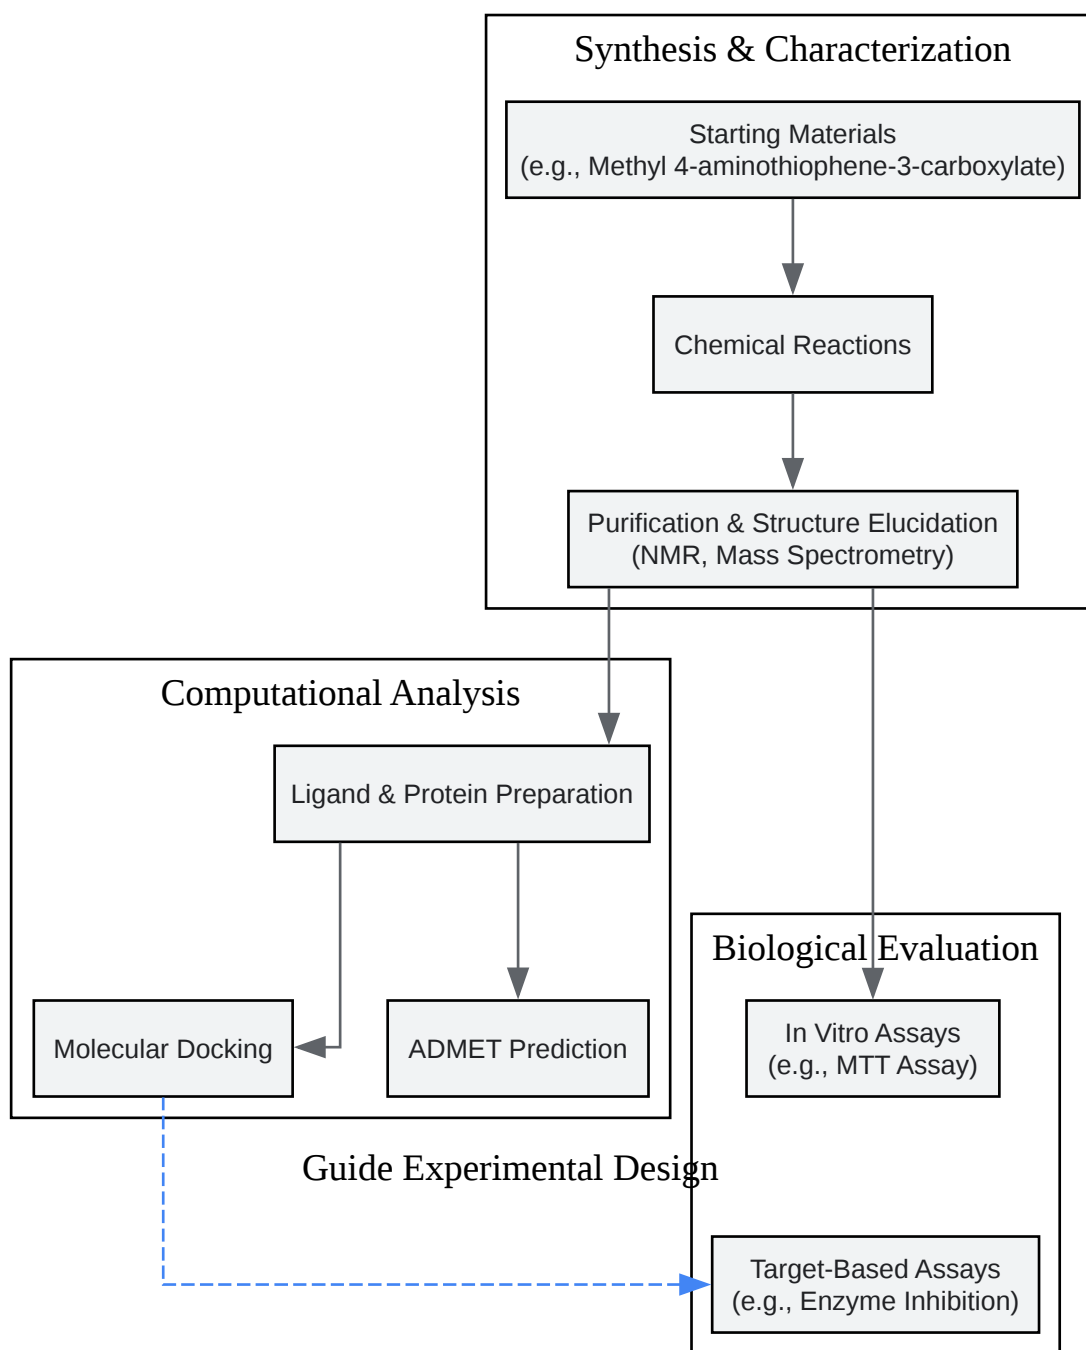 Synthesis & Characterization
Starting Materials
(e.g., Methyl 4-aminothiophene-3-carboxylate)
Chemical Reactions
Purification & Structure Elucidation
(NMR, Mass Spectrometry)
Computational Analysis
Ligand & Protein Preparation
Molecular Docking
ADMET Prediction
Biological Evaluation
In Vitro Assays
(e.g., MTT Assay)
Guide Experimental Design
Target-Based Assays
(e.g., Enzyme Inhibition)